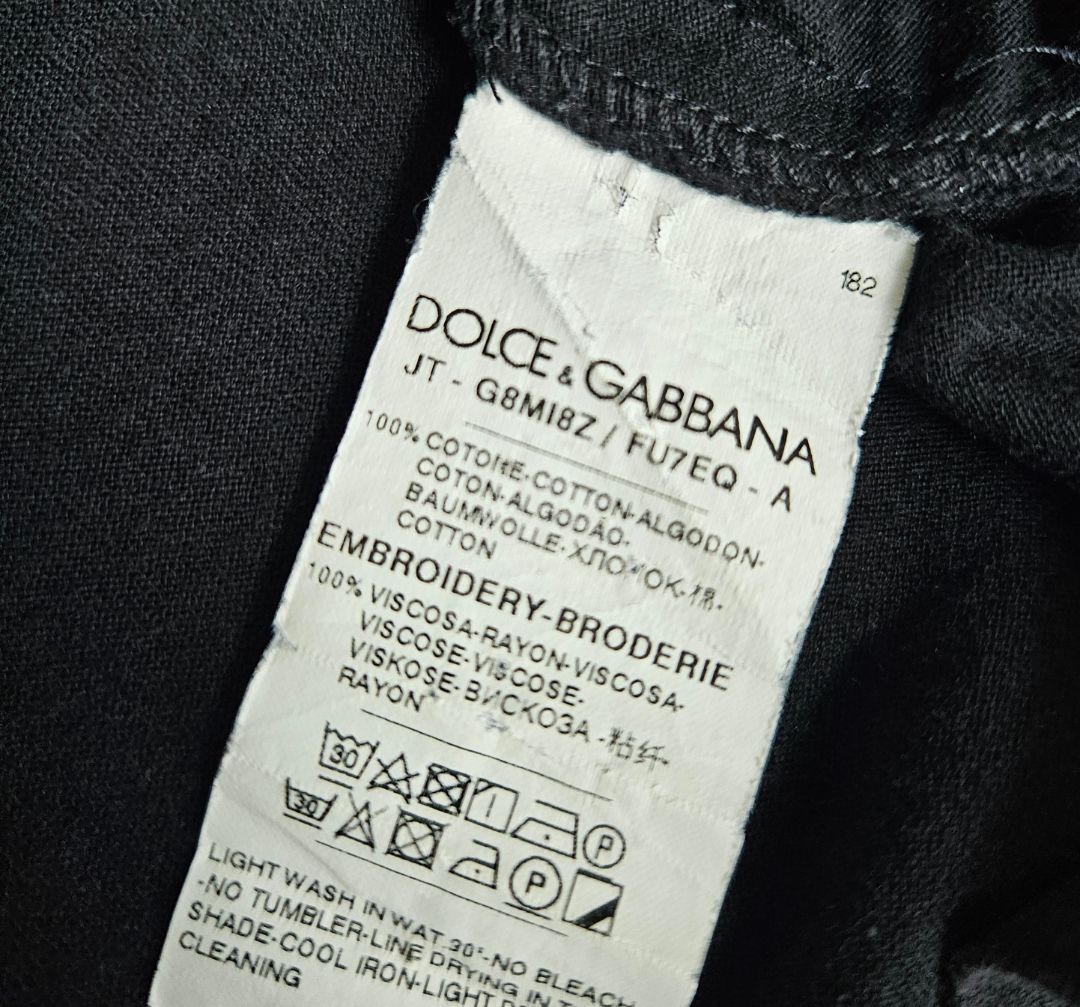 182
DOLCE & GABBANA
JT - G8MI8Z / FU7EQ - A
100% COTONE-COTTON-ALGODON-
COTON-ALGODÃO-
BAUMWOLLE-ХЛОПОК-棉-
COTTON
EMBROIDERY-BRODERIE
100% VISCOSA-RAYON-VISCOSA-
VISCOSE-VISCOSE-
VISKOSE-ВИСКОЗА-粘纤-
RAYON
30 P
30 P
LIGHT WASH IN WAT.30°-NO BLEACH
-NO TUMBLER-LINE DRYING IN
SHADE-COOL IRON-LIGHT
CLEANING